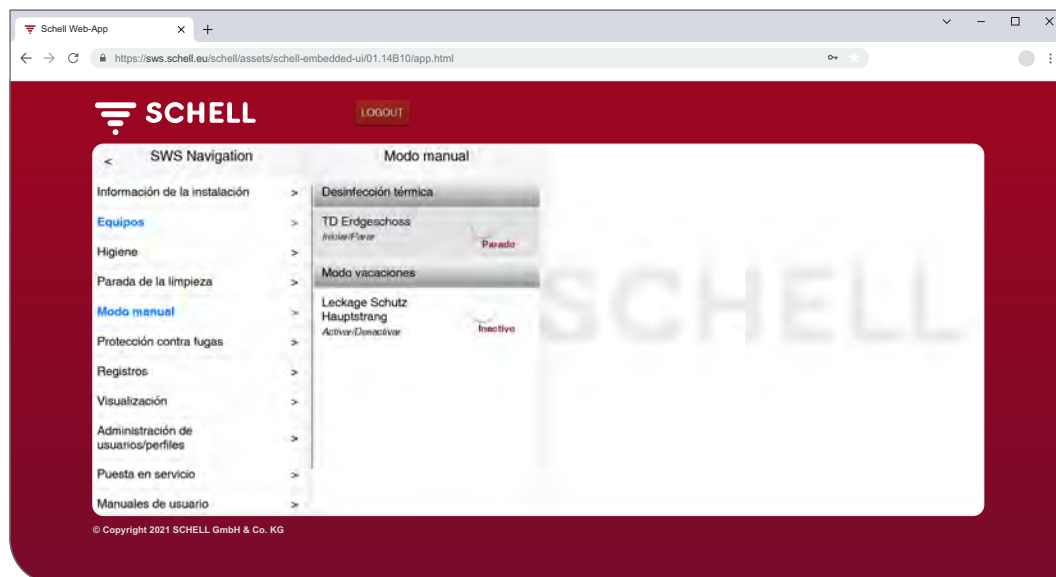 Schell Web-App
https://sws.schell.eu/schell/assets/schell-embedded-ui/01.14B10/app.html
SCHELL
LOGOUT
< SWS Navigation
Modo manual
Información de la instalación >
Equipos >
Higiene >
Parada de la limpieza >
Modo manual >
Protección contra fugas >
Registros >
Visualización >
Administración de
usuarios/perfiles >
Puesta en servicio >
Manuales de usuario >
Desinfección térmica
TD Erdgeschoss
Iniciar/Parar
Parado
Modo vacaciones
Leckage Schutz
Hauptstrang
Activar/Desactivar
Inactivo
SCHELL
© Copyright 2021 SCHELL GmbH & Co. KG